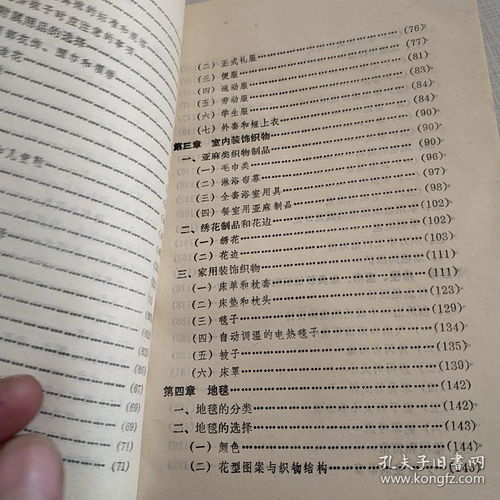 (67)
(69)
(69)
(71)
(71)
(二) 正式礼服……(76)
(三) 便服……(77)
(四) 运动服……(81)
(五) 劳动服……(83)
(六) 学生服……(84)
(七) 外套和短上衣……(84)
第三章 室内装饰织物……(90)
一、亚麻类织物制品……(90)
(一) 毛巾类……(90)
(二) 淋浴帘幕……(96)
(三) 全套浴室用具……(98)
(四) 餐室用亚麻制品……
二、绣花制品和花边……(102)
(一) 绣花……(102)
(二) 花边……(103)
三、家用装饰织物……(111)
(一) 床单和枕套……(111)
(二) 床垫和枕头……(123)
(三) 毯子……(129)
(四) 自动调温的电热毯子……(134)
(五) 被子……(135)
(六) 床罩……(139)
第四章 地毯……(142)
一、地毯的分类……(142)
二、地毯的选择……(143)
(一) 颜色……(144)
(二) 花型图案与织物结构……(145)
孔夫子旧书网
kongfz.com